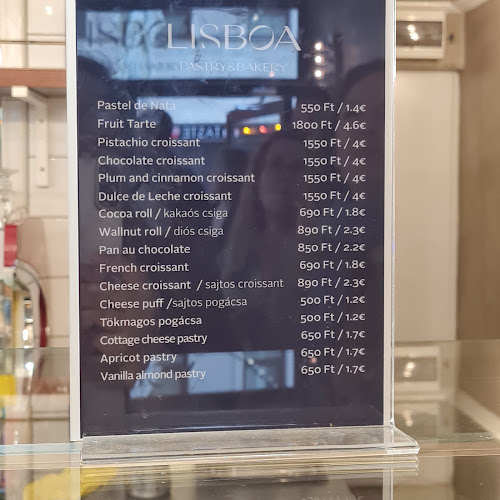 LISBOA
PASTRY&BAKERY
Pastel de Nata 550 Ft / 1.4€
Fruit Tarte 1800 Ft / 4.6€
Pistachio croissant 1550 Ft / 4€
Chocolate croissant 1550 Ft / 4€
Plum and cinnamon croissant 1550 Ft / 4€
Dulce de Leche croissant 1550 Ft / 4€
Cocoa roll / kakaós csiga 690 Ft / 1.8€
Wallnut roll / diós csiga 890 Ft / 2.3€
Pan au chocolate 850 Ft / 2.2€
French croissant 690 Ft / 1.8€
Cheese croissant / sajtos croissant 890 Ft / 2.3€
Cheese puff /sajtos pogácsa 500 Ft / 1.2€
Tökmagos pogácsa 500 Ft / 1.2€
Cottage cheese pastry 650 Ft / 1.7€
Apricot pastry 650 Ft / 1.7€
Vanilla almond pastry 650 Ft / 1.7€